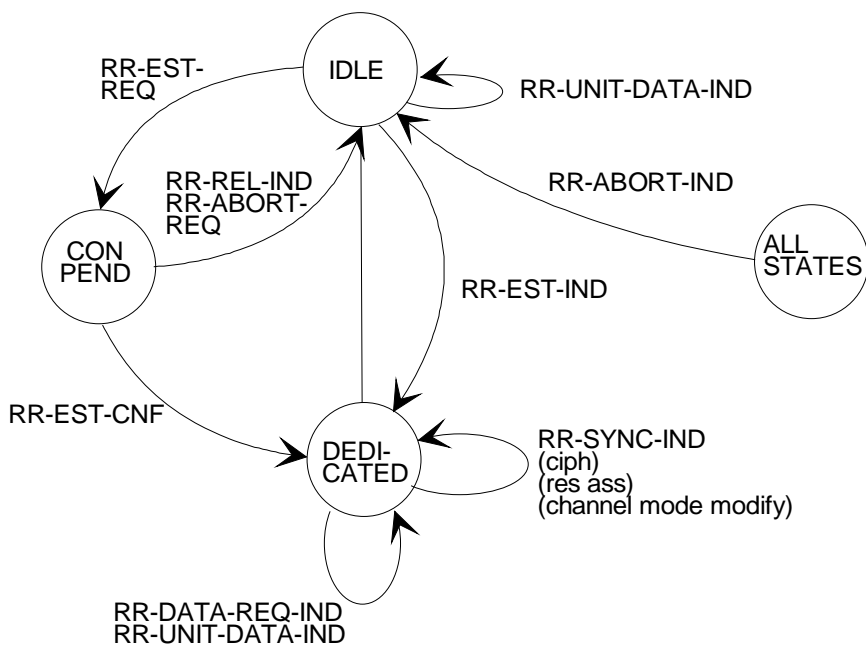 IDLE
RR-EST-
REQ
RR-UNIT-DATA-IND
RR-REL-IND
RR-ABORT-
REQ
RR-ABORT-IND
CON
PEND
ALL
STATES
RR-EST-IND
RR-EST-CNF
DEDI-
CATED
RR-SYNC-IND
(ciph)
(res ass)
(channel mode modify)
RR-DATA-REQ-IND
RR-UNIT-DATA-IND